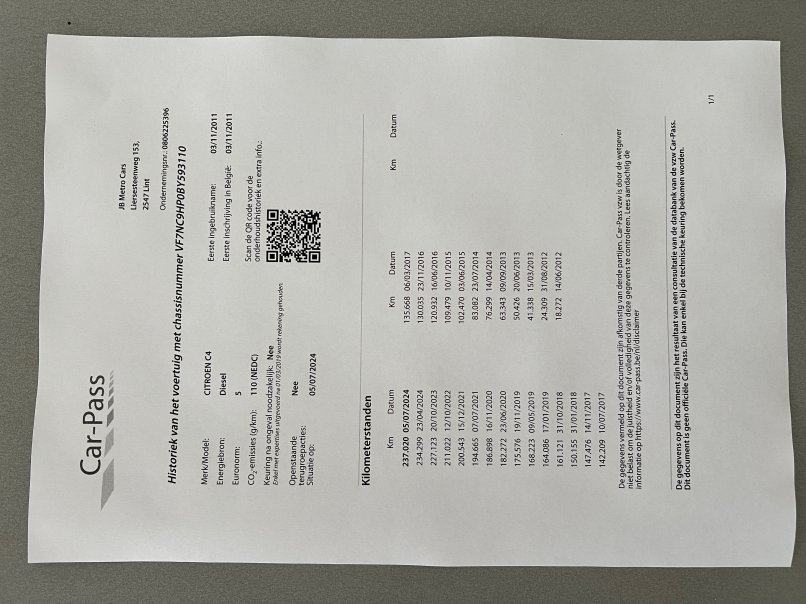 Car-Pass
JB Metro Cars
Liersesteenweg 153,
2547 Lint
Ondernemingsnr.: 0806225396
Historiek van het voertuig met chassisnummer VF7NC9HP0BY593110
Merk/Model: CITROEN C4
Energiebron: Diesel
Euronorm: 5
CO2-emissies (g/km): 110 (NEDC)
Keuring na ongeval noodzakelijk: Nee
Enkel met expertises uitgevoerd na 01/03/2019 wordt rekening gehouden.
Openstaande terugroepacties: Nee
Situatie op: 05/07/2024
Eerste ingebruikname: 03/11/2011
Eerste inschrijving in België: 03/11/2011
Scan de QR code voor de
onderhoudshistoriek en extra info.:
Kilometerstanden
Km Datum
237.020 05/07/2024
234.299 23/04/2024
227.123 20/10/2023
211.022 12/10/2022
200.543 15/12/2021
194.665 07/07/2021
186.898 16/11/2020
182.272 23/06/2020
175.576 19/11/2019
168.223 09/05/2019
164.086 17/01/2019
161.121 31/10/2018
150.155 31/01/2018
147.476 14/11/2017
142.209 10/07/2017
Km Datum
135.668 06/03/2017
130.035 23/11/2016
120.932 16/06/2016
109.479 10/11/2015
102.470 03/06/2015
83.082 23/07/2014
76.299 14/04/2014
63.343 09/09/2013
50.426 20/06/2013
41.338 15/03/2013
24.309 31/08/2012
18.272 14/06/2012
Km Datum
De gegevens vermeld op dit document zijn afkomstig van derde partijen. Car-Pass vzw is door de wetgever
niet belast om de juistheid en/of volledigheid van deze gegevens te controleren. Lees aandachtig de
informatie op https://www.car-pass.be/nl/disclaimer
De gegevens op dit document zijn het resultaat van een consultatie van de databank van de vzw Car-Pass.
Dit document is geen officiële Car-Pass. Die kan enkel bij de technische keuring bekomen worden.
1/1